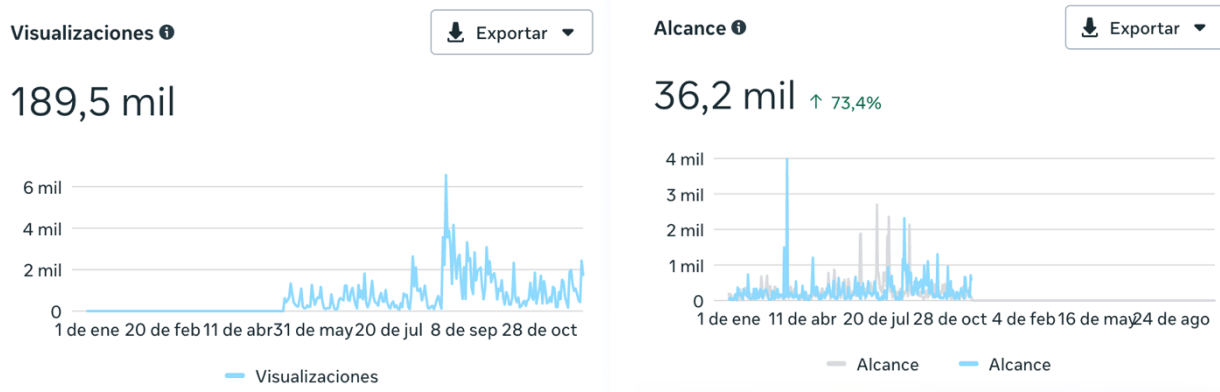 Visualizaciones
Exportar
189,5 mil
6 mil
4 mil
2 mil
0
1 de ene 20 de feb 11 de abr 31 de may 20 de jul 8 de sep 28 de oct
Visualizaciones
Alcance
Exportar
36,2 mil ↑ 73,4%
4 mil
3 mil
2 mil
1 mil
0
1 de ene 11 de abr 20 de jul 28 de oct 4 de feb 16 de may 24 de ago
Alcance Alcance